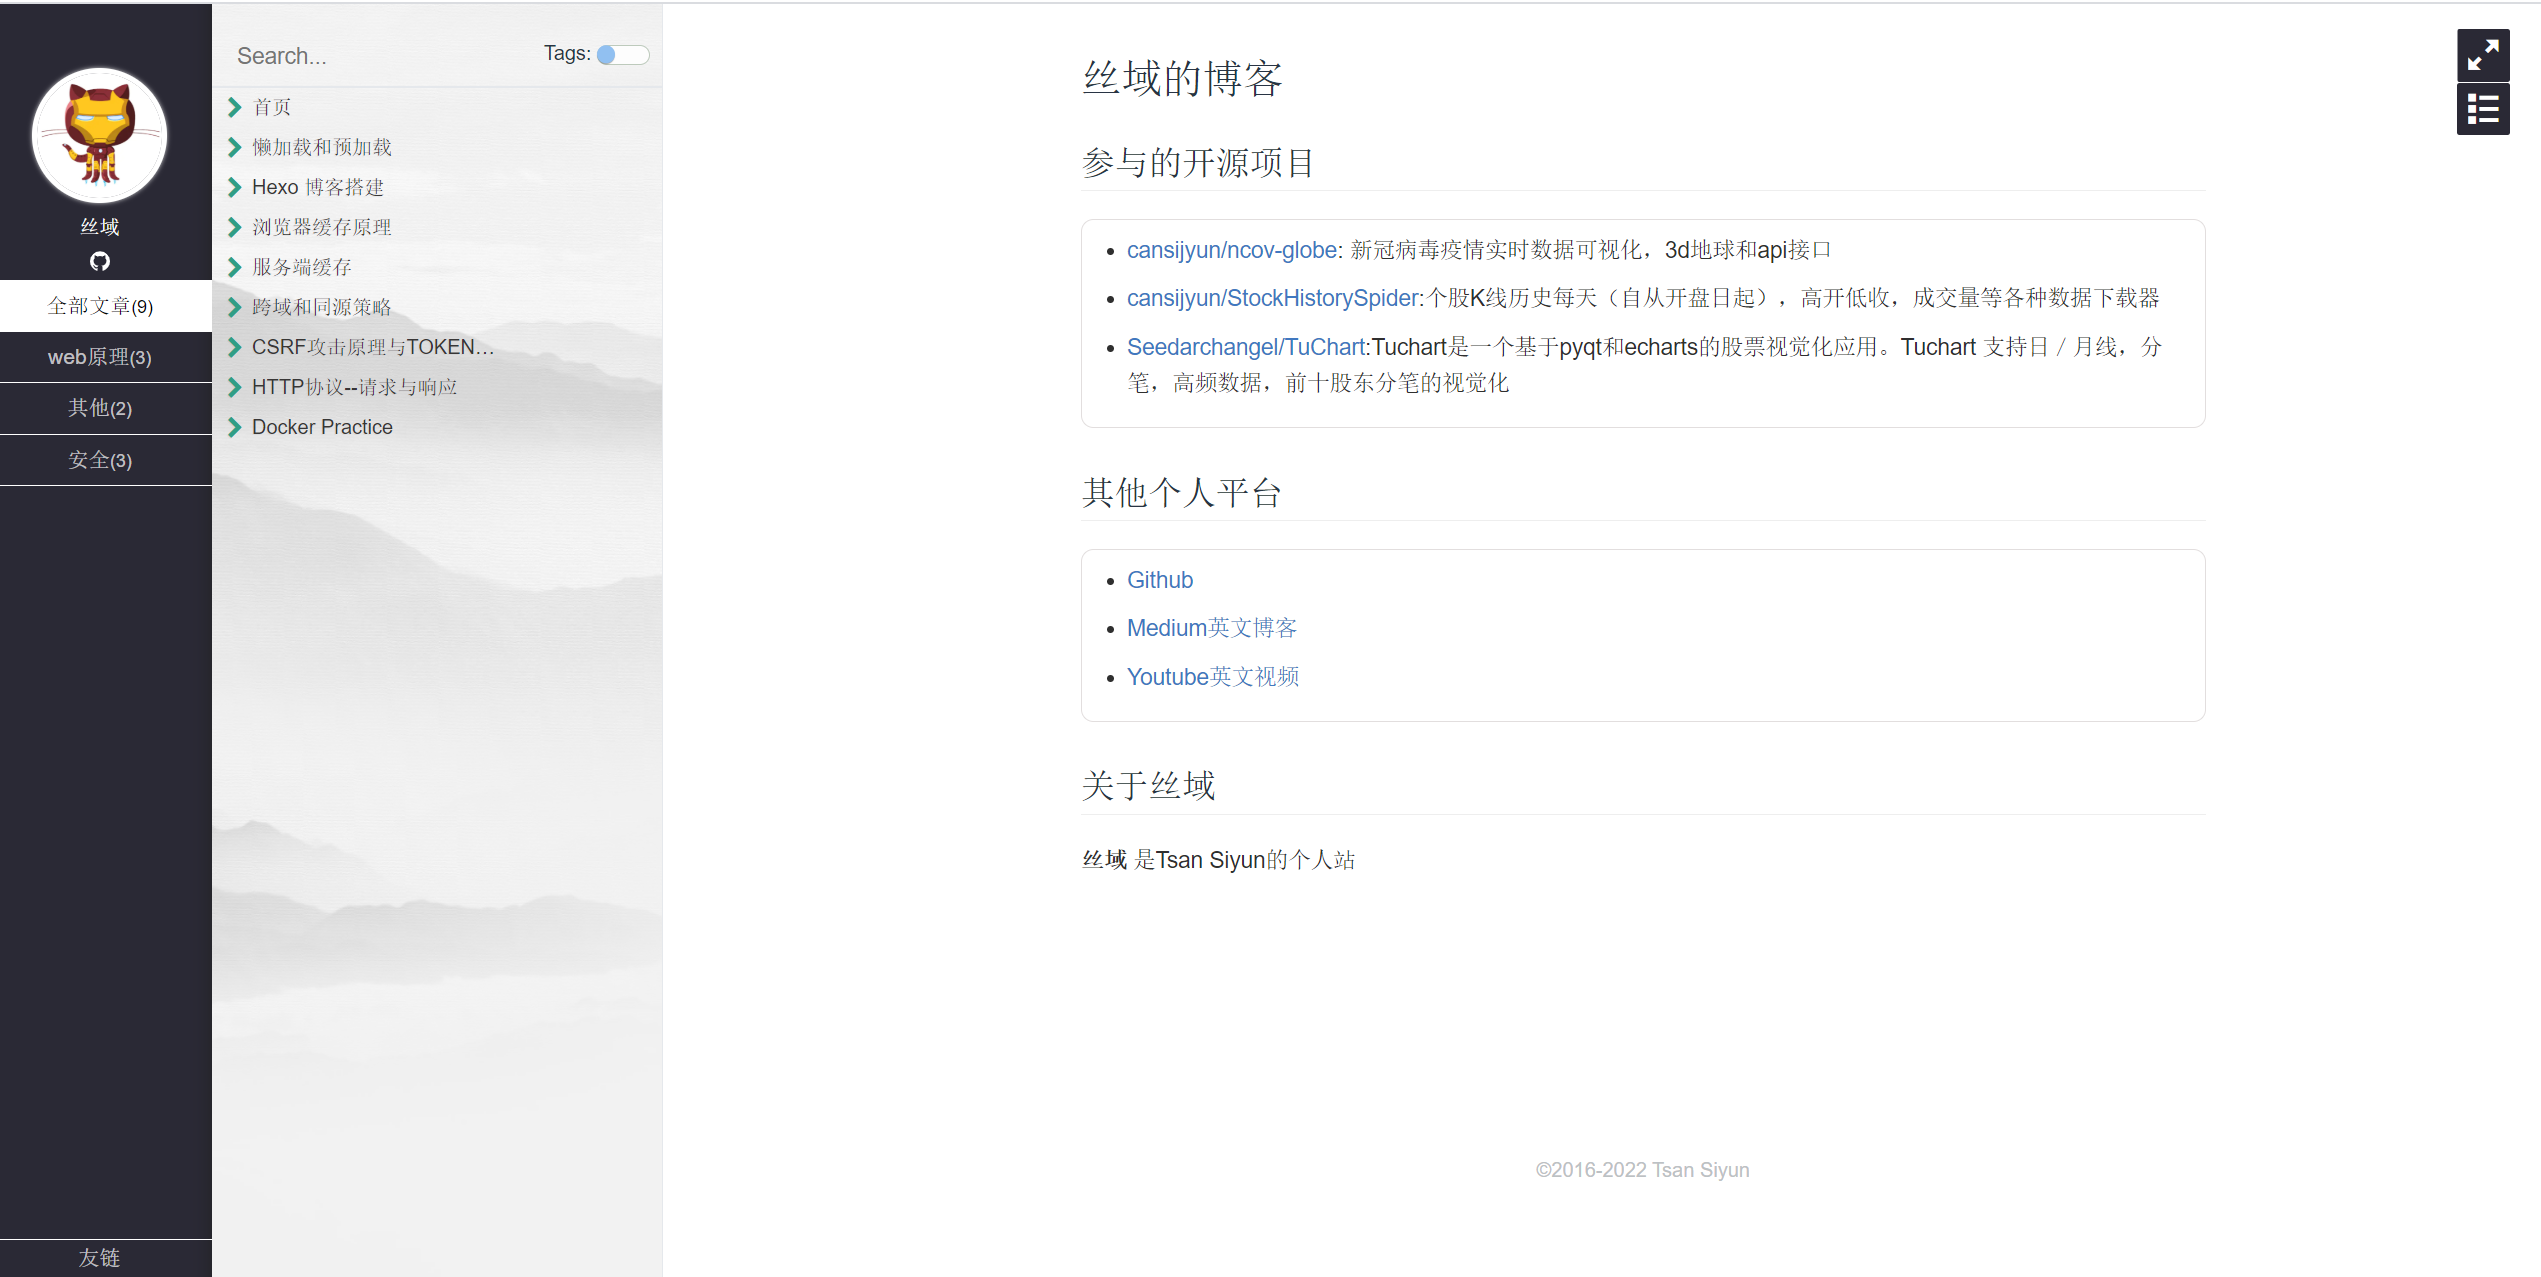 丝域
全部文章(9)
web原理(3)
其他(2)
安全(3)
友链
Search...
Tags:
首页
懒加载和预加载
Hexo 博客搭建
浏览器缓存原理
服务端缓存
跨域和同源策略
CSRF攻击原理与TOKEN...
HTTP协议--请求与响应
Docker Practice
丝域的博客
参与的开源项目
cansijyun/ncov-globe: 新冠病毒疫情实时数据可视化，3d地球和api接口
cansijyun/StockHistorySpider:个股K线历史每天（自从开盘日起），高开低收，成交量等各种数据下载器
Seedarchangel/TuChart:Tuchart是一个基于pyqt和echarts的股票视觉化应用。Tuchart 支持日／月线，分
笔，高频数据，前十股东分笔的视觉化
其他个人平台
Github
Medium英文博客
Youtube英文视频
关于丝域
丝域 是Tsan Siyun的个人站
©2016-2022 Tsan Siyun